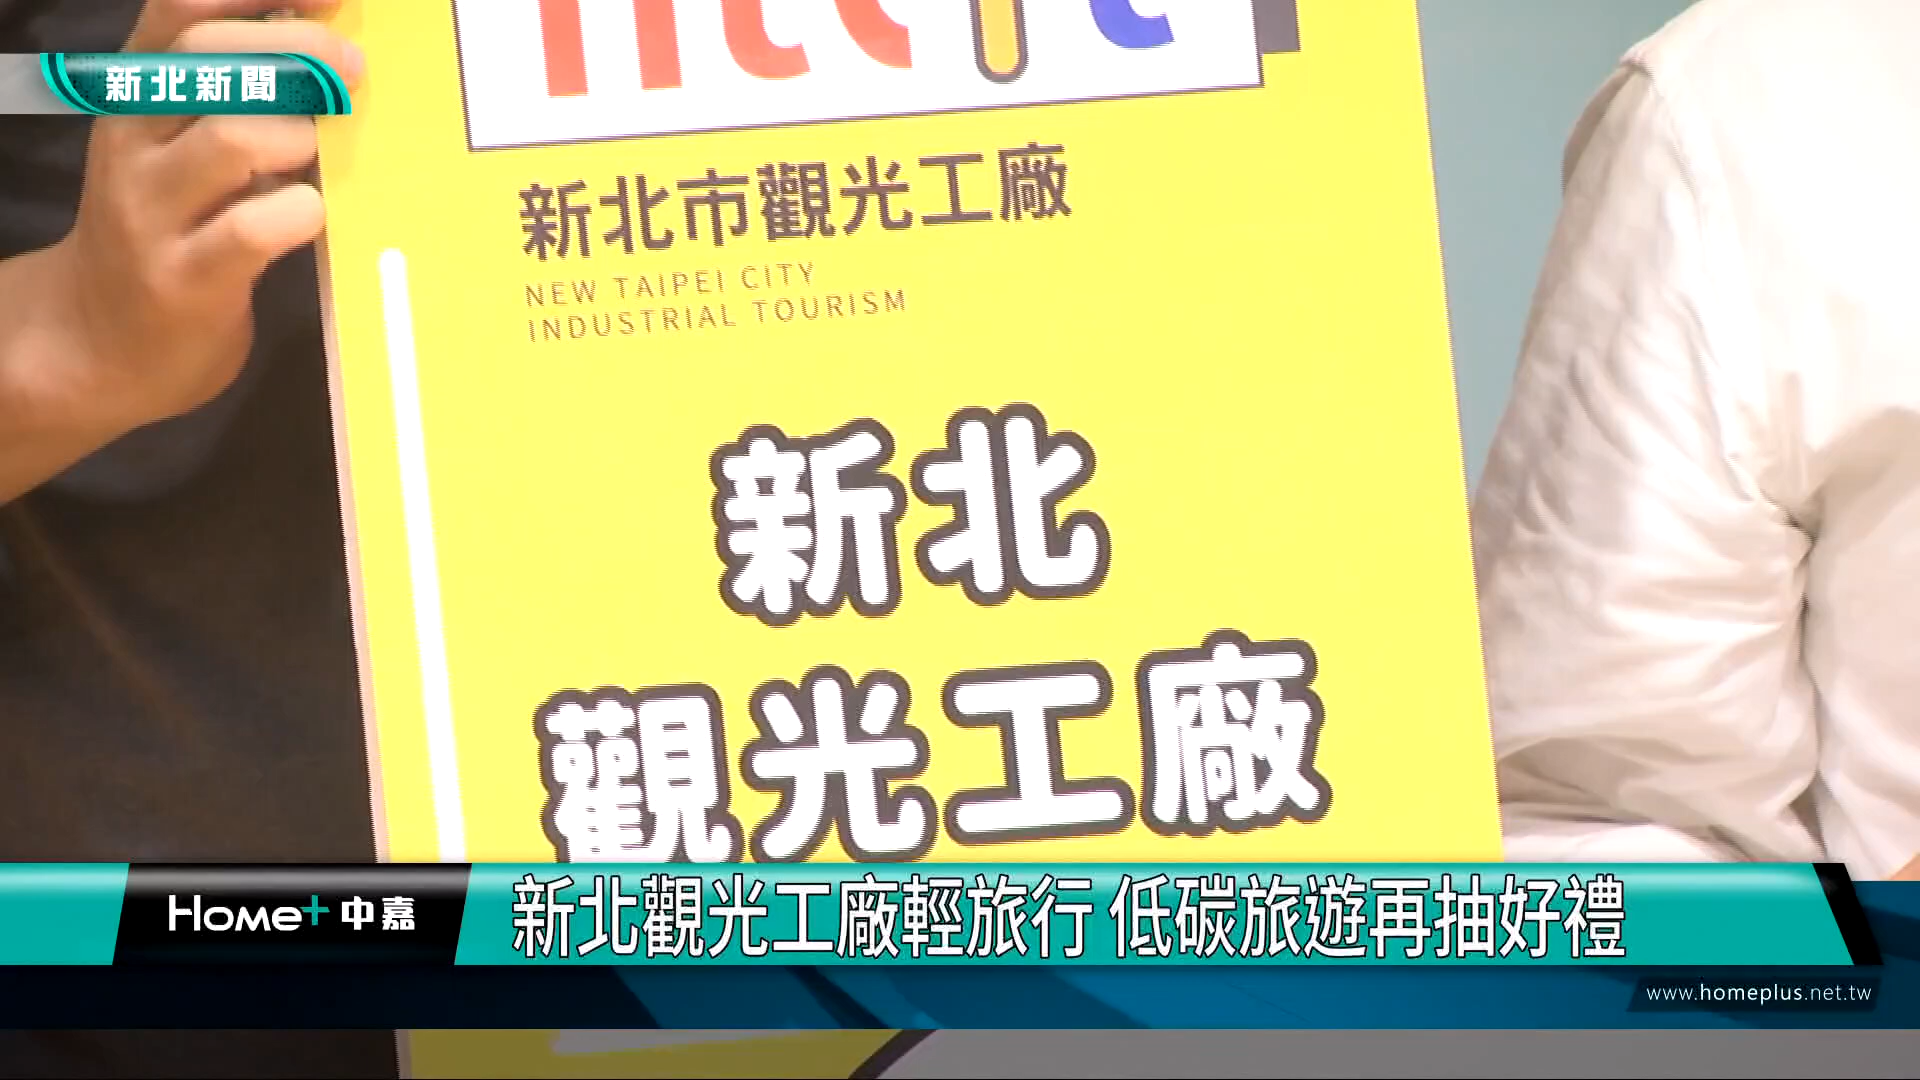 新北新聞
新北市觀光工廠
NEW TAIPEI CITY
INDUSTRIAL TOURISM
新北
觀光工廠
Home+ 中嘉
新北觀光工廠輕旅行 低碳旅遊再抽好禮
www.homeplus.net.tw